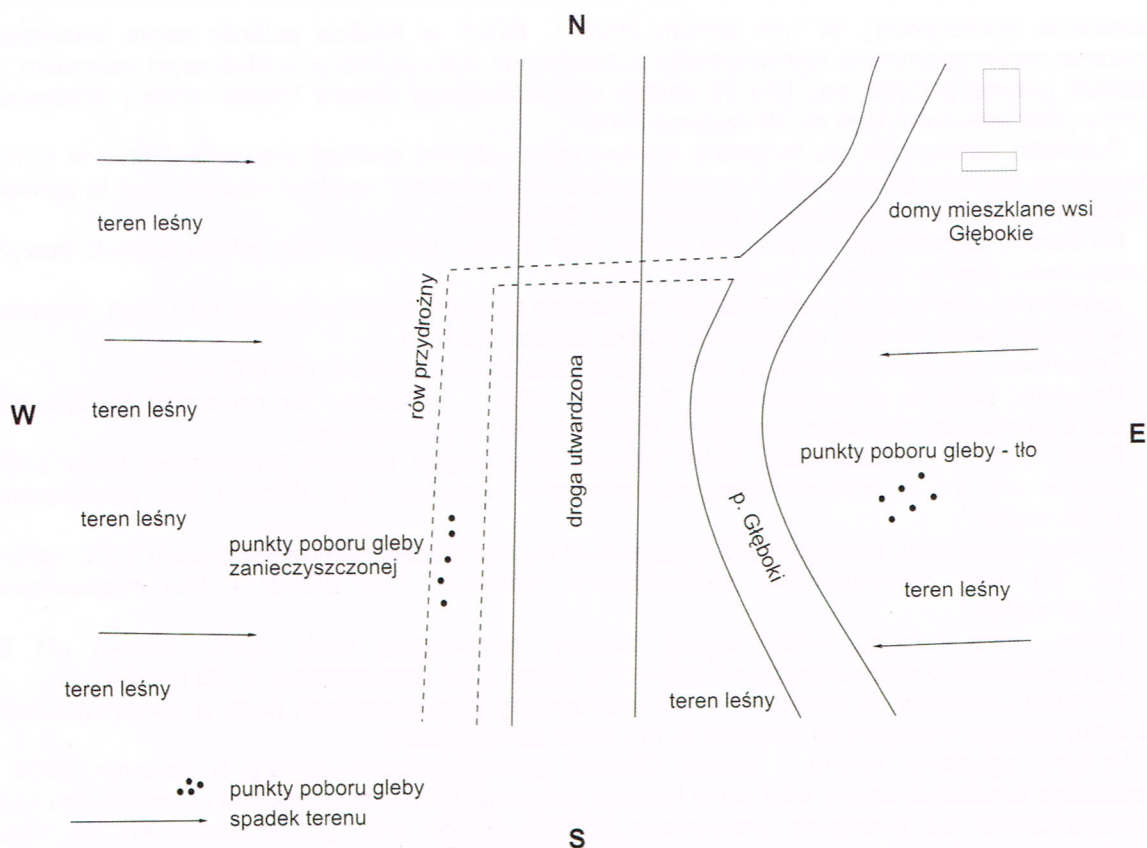 N
teren leśny
domy mieszklane wsi
Głębokie
rów przydrożny
droga utwardzona
teren leśny
W
E
punkty poboru gleby - tło
teren leśny
punkty poboru gleby
zanieczyszczonej
p. Głęboki
teren leśny
teren leśny
teren leśny
punkty poboru gleby
spadek terenu
S